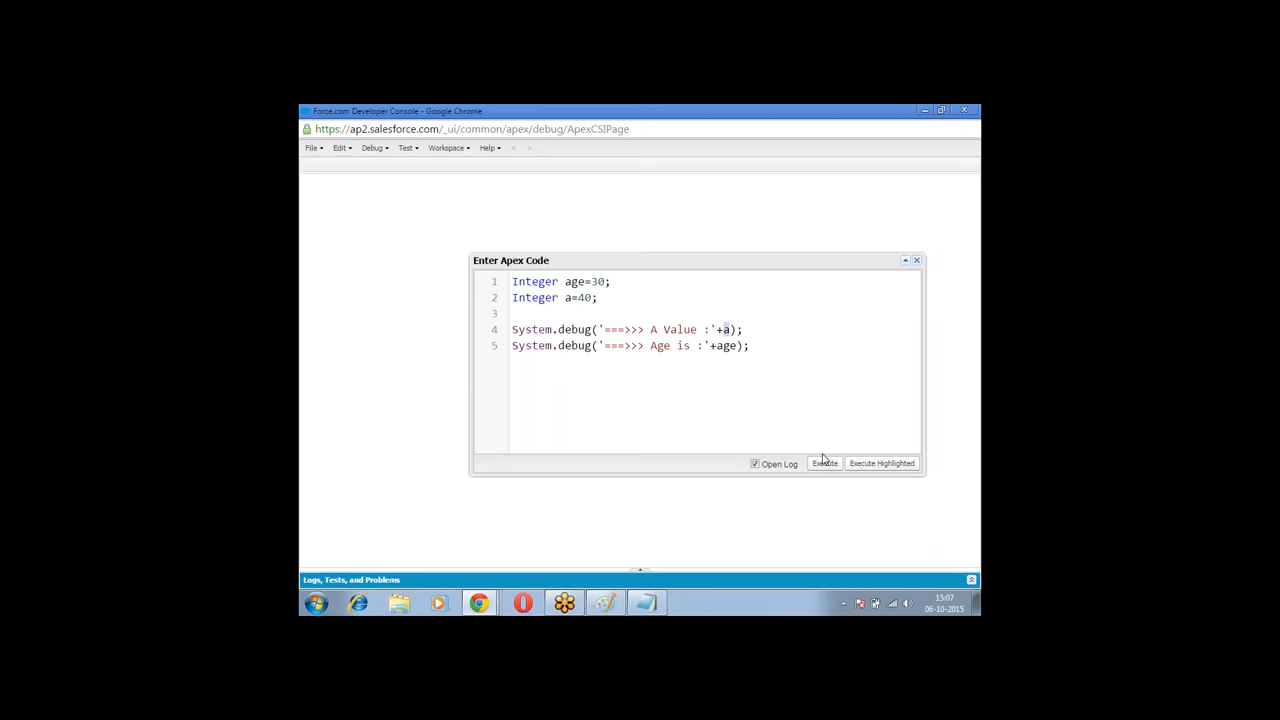 Force.com Developer Console - Google Chrome
https://ap2.salesforce.com/_ui/common/apex/debug/ApexCSIPage
File Edit Debug Test Workspace Help < >
Enter Apex Code
1 Integer age=30;
2 Integer a=40;
3
4 System.debug('===>>> A Value :'+a);
5 System.debug('===>>> Age is :'+age);
Open Log Execute Execute Highlighted
Logs, Tests, and Problems
15:07
06-10-2015